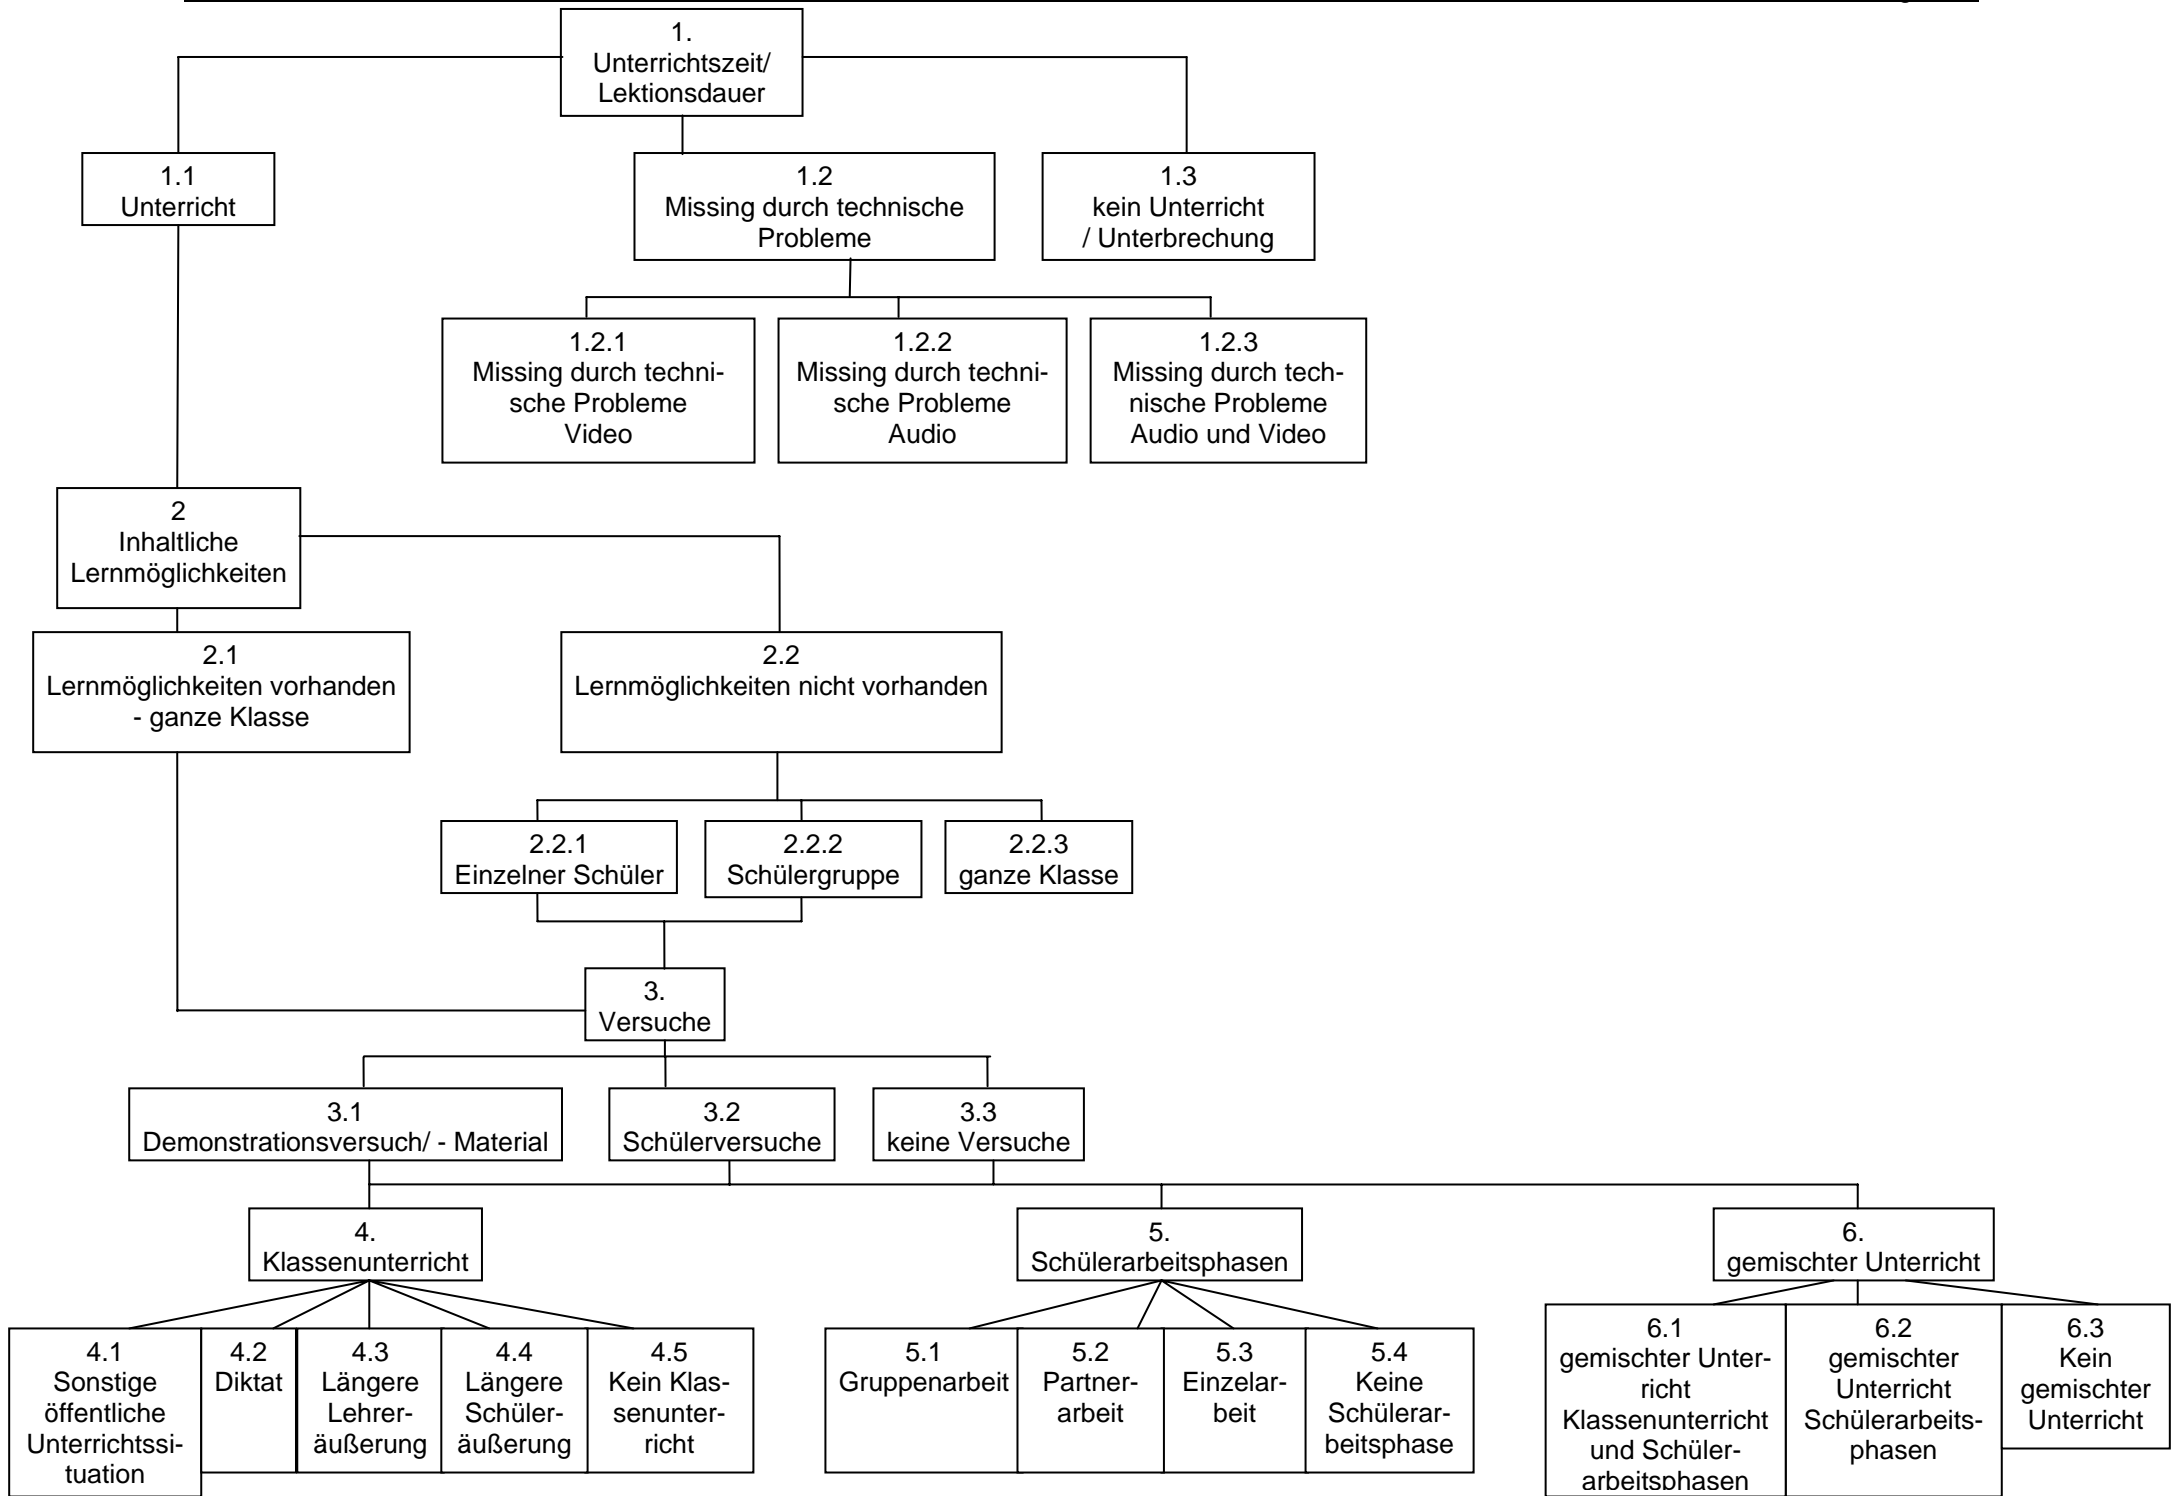 1.
Unterrichtszeit/
Lektionsdauer
1.1
Unterricht
1.2
Missing durch technische
Probleme
1.3
kein Unterricht
/ Unterbrechung
1.2.1
Missing durch techni-
sche Probleme
Video
1.2.2
Missing durch techni-
sche Probleme
Audio
1.2.3
Missing durch tech-
nische Probleme
Audio und Video
2
Inhaltliche
Lernmöglichkeiten
2.1
Lernmöglichkeiten vorhanden
- ganze Klasse
2.2
Lernmöglichkeiten nicht vorhanden
2.2.1
Einzelner Schüler
2.2.2
Schülergruppe
2.2.3
ganze Klasse
3.
Versuche
3.1
Demonstrationsversuch/ - Material
3.2
Schülerversuche
3.3
keine Versuche
4.
Klassenunterricht
5.
Schülerarbeitsphasen
6.
gemischter Unterricht
4.1
Sonstige
öffentliche
Unterrichtssi-
tuation
4.2
Diktat
4.3
Längere
Lehrer-
äußerung
4.4
Längere
Schüler-
äußerung
4.5
Kein Klas-
senunter-
richt
5.1
Gruppenarbeit
5.2
Partner-
arbeit
5.3
Einzelar-
beit
5.4
Keine
Schülerar-
beitsphase
6.1
gemischter Unter-
richt
Klassenunterricht
und Schüler-
arbeitsphasen
6.2
gemischter
Unterricht
Schülerarbeits-
phasen
6.3
Kein
gemischter
Unterricht